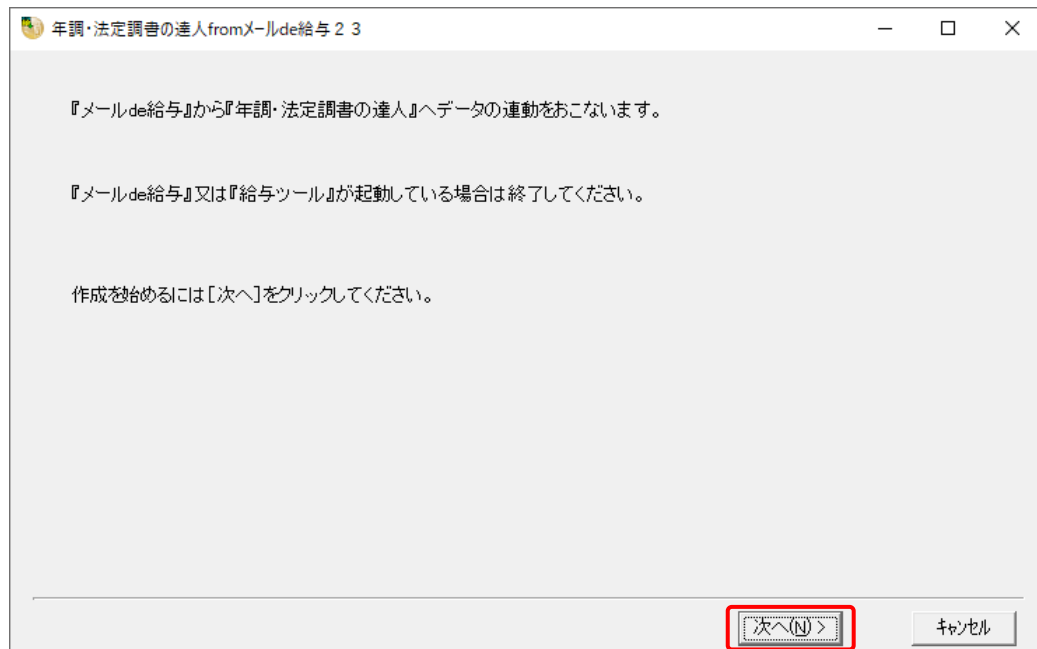 年調・法定調書の達人fromメールde給与２３
『メールde給与』から『年調・法定調書の達人』へデータの連動をおこないます。
『メールde給与』又は『給与ツール』が起動している場合は終了してください。
作成を始めるには[次へ]をクリックしてください。
次へ(N) > キャンセル